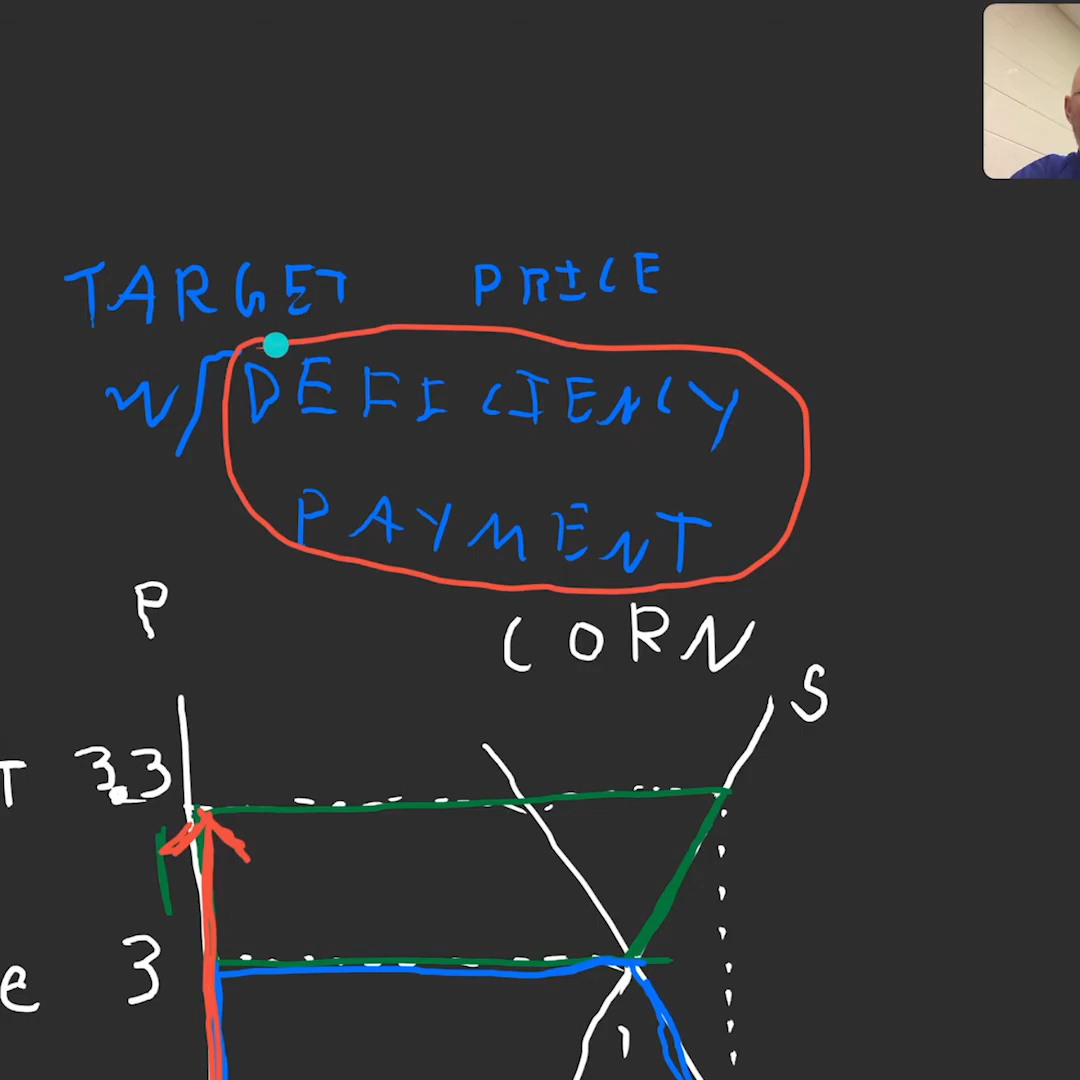 TARGET PRICE
W/ DEFICIENCY
PAYMENT
P
CORN
S
T 3.3
e 3
1